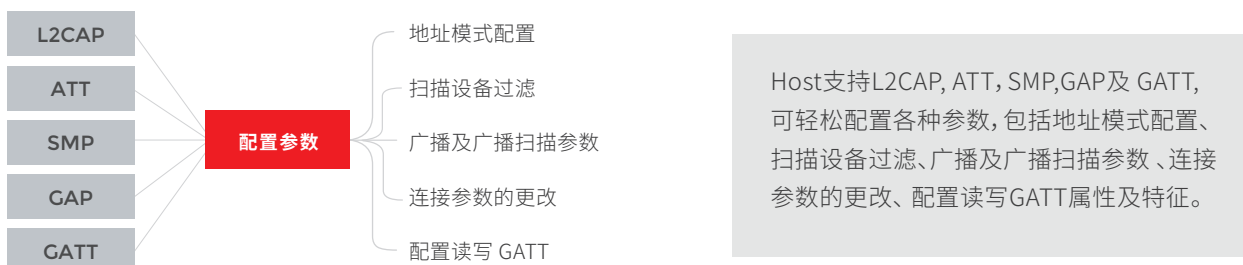 L2CAP
ATT
SMP
GAP
GATT
配置参数
地址模式配置
扫描设备过滤
广播及广播扫描参数
连接参数的更改
配置读写 GATT
Host支持L2CAP, ATT，SMP,GAP及 GATT,
可轻松配置各种参数，包括地址模式配置、
扫描设备过滤、广播及广播扫描参数 、连接
参数的更改、配置读写GATT属性及特征。